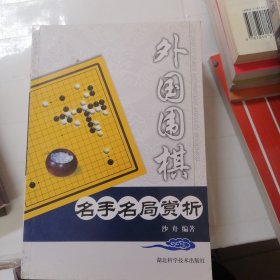 外国围棋
名手名局赏析
沙舟 编著
湖北科学技术出版社